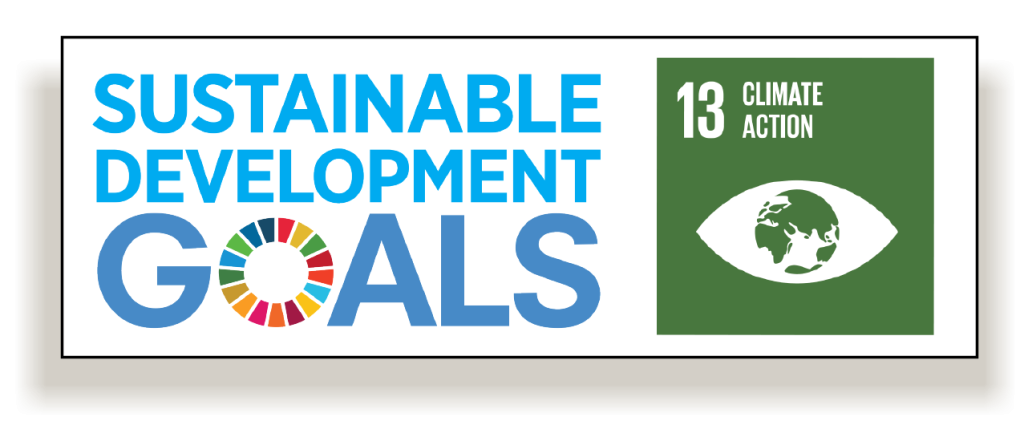 SUSTAINABLE
DEVELOPMENT
GOALS
13 CLIMATE
ACTION